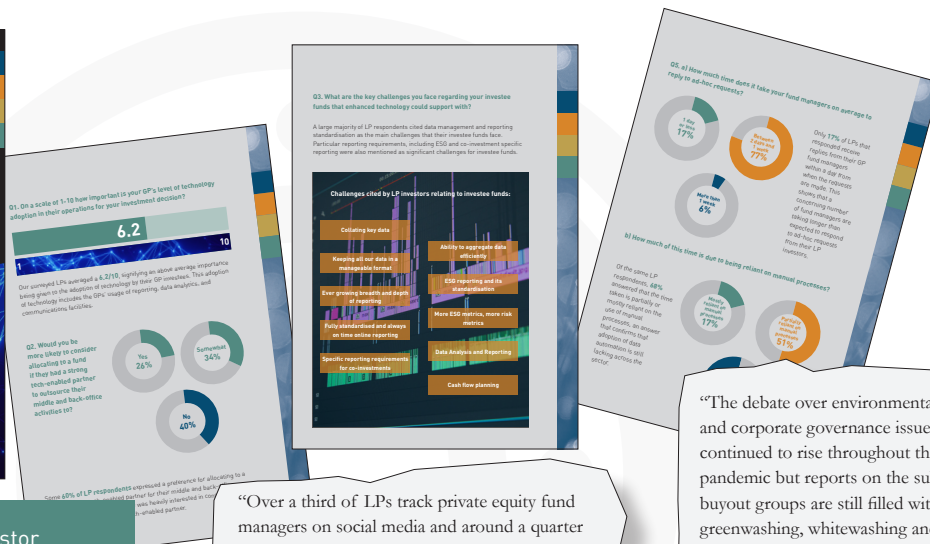 Q1. On a scale of 1-10 how important is your GP's level of technology
adoption in their operations for your investment decision?
6.2
1
10
Our surveyed LPs averaged a 6.2/10, signifying an above average importance
being given to the adoption of technology by their GP investees. This adoption
of technology includes the GPs' usage of reporting, data analytics, and
communications facilities.
Q2. Would you be
more likely to consider
allocating to a fund
if they had a strong
tech-enabled partner
to outsource their
middle and back-office
activities to?
Yes
26%
Somewhat
34%
No
40%
Some 60% of LP respondents expressed a preference for allocating to a
partner for their middle and back-
was heavily interested in
-enabled partner.
stor
Q3. What are the key challenges you face regarding your investee
funds that enhanced technology could support with?
A large majority of LP respondents cited data management and reporting
standardisation as the main challenges that their investee funds face.
Particular reporting requirements, including ESG and co-investment specific
reporting were also mentioned as significant challenges for investee funds.
Challenges cited by LP investors relating to investee funds:
Collating key data
Keeping all our data in a
manageable format
Ever growing breadth and depth
of reporting
Fully standardised and always
on time online reporting
Specific reporting requirements
for co-investments
Ability to aggregate data
efficiently
ESG reporting and its
standardisation
More ESG metrics, more risk
metrics
Data Analysis and Reporting
Cash flow planning
“Over a third of LPs track private equity fund
managers on social media and around a quarter
Q5. a) How much time does it take your fund managers on average to
reply to ad-hoc requests?
1 day
or less
17%
Between
2 days and
1 week
77%
More than
1 week
6%
Only 17% of LPs that
responded receive
replies from their GP
fund managers
within a day from
when the requests
are made. This
shows that a
concerning number
of fund managers are
taking longer than
expected to respond
to ad-hoc requests
from their LP
investors.
b) How much of this time is due to being reliant on manual processes?
Of the same LP
respondents, 68%
answered that the time
taken is partially or
mostly reliant on the
use of manual
processes, an answer
that confirms that
adoption of data
automation is still
lacking across the
sector.
Mostly
reliant on
manual
processes
17%
Partially
reliant on
manual
processes
51%
“The debate over environmenta
and corporate governance issue
continued to rise throughout th
pandemic but reports on the su
buyout groups are still filled wit
greenwashing, whitewashing and